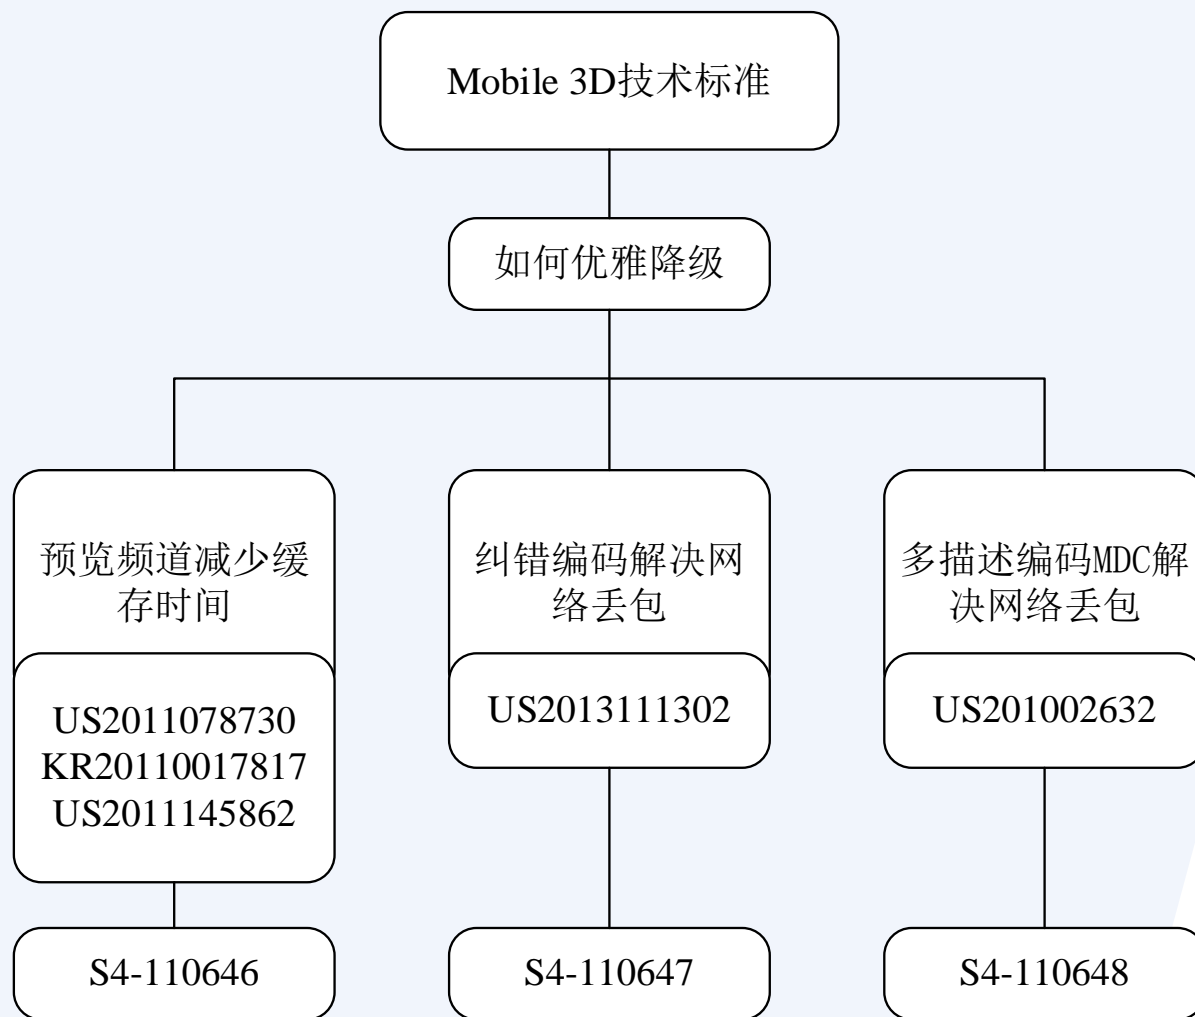 Mobile 3D技术标准
如何优雅降级
预览频道减少缓
存时间
US2011078730
KR20110017817
US2011145862
S4-110646
纠错编码解决网
络丢包
US2013111302
S4-110647
多描述编码MDC解
决网络丢包
US201002632
S4-110648